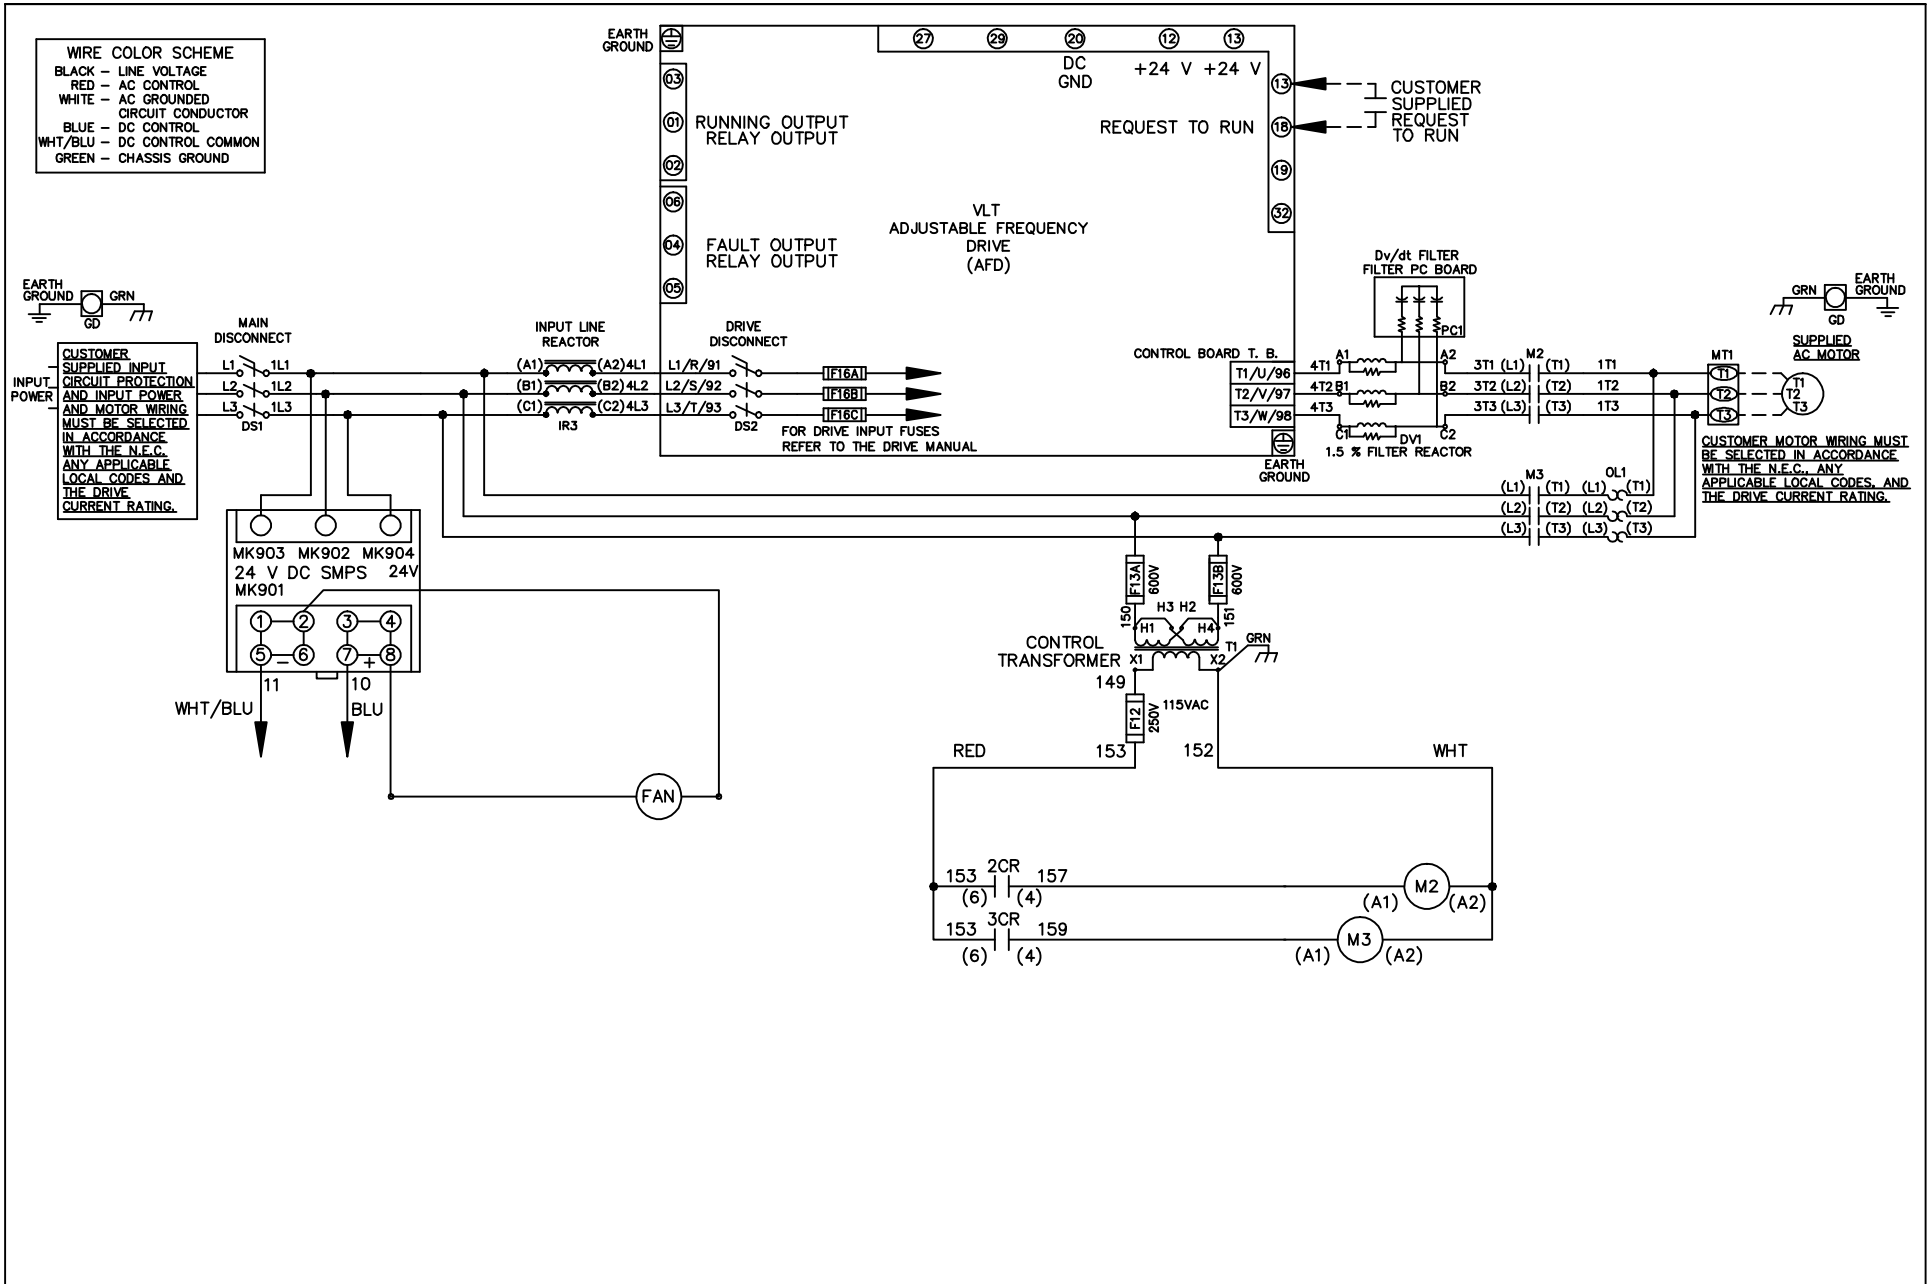 WIRE COLOR SCHEME
BLACK – LINE VOLTAGE
RED – AC CONTROL
WHITE – AC GROUNDED
CIRCUIT CONDUCTOR
BLUE – DC CONTROL
WHT/BLU – DC CONTROL COMMON
GREEN – CHASSIS GROUND
EARTH
GROUND
03
01
02
RUNNING OUTPUT
RELAY OUTPUT
06
04
05
FAULT OUTPUT
RELAY OUTPUT
27
29
20
12
13
DC
GND
+24 V
+24 V
13
18
19
32
REQUEST TO RUN
CUSTOMER
SUPPLIED
REQUEST
TO RUN
VLT
ADJUSTABLE FREQUENCY
DRIVE
(AFD)
Dv/dt FILTER
FILTER PC BOARD
PC1
EARTH
GROUND
GRN
GD
INPUT
POWER
CUSTOMER
SUPPLIED INPUT
CIRCUIT PROTECTION
AND INPUT POWER
AND MOTOR WIRING
MUST BE SELECTED
IN ACCORDANCE
WITH THE N.E.C.
ANY APPLICABLE
LOCAL CODES AND
THE DRIVE
CURRENT RATING.
MAIN
DISCONNECT
L1
1L1
L2
1L2
L3
1L3
DS1
INPUT LINE
REACTOR
(A1)
(A2)
4L1
(B1)
(B2)
4L2
(C1)
(C2)
4L3
IR3
DRIVE
DISCONNECT
L1/R/91
L2/S/92
L3/T/93
DS2
F16A
F16B
F16C
FOR DRIVE INPUT FUSES
REFER TO THE DRIVE MANUAL
CONTROL BOARD T. B.
T1/U/96
T2/V/97
T3/W/98
EARTH
GROUND
4T1
A1
A2
4T2
B1
B2
4T3
C1
C2
DV1
1.5 % FILTER REACTOR
M2
3T1
(L1)
(T1)
1T1
3T2
(L2)
(T2)
1T2
3T3
(L3)
(T3)
1T3
MT1
T1
T2
T3
GRN
GD
EARTH
GROUND
SUPPLIED
AC MOTOR
T1
T2
T3
CUSTOMER MOTOR WIRING MUST
BE SELECTED IN ACCORDANCE
WITH THE N.E.C., ANY
APPLICABLE LOCAL CODES, AND
THE DRIVE CURRENT RATING.
M3
OL1
(L1)
(T1)
(L1)
(T1)
(L2)
(T2)
(L2)
(T2)
(L3)
(T3)
(L3)
(T3)
MK903
MK902
MK904
24 V DC SMPS
24V
MK901
1
2
3
4
5
–
6
7
+
8
11
10
WHT/BLU
BLU
FAN
F13A
600V
F13B
600V
150
151
H3
H2
H1
H4
CONTROL
TRANSFORMER
T1
GRN
X1
X2
149
F12
250V
115VAC
RED
153
152
WHT
153
2CR
157
(6)
(4)
(A1)
M2
(A2)
153
3CR
159
(6)
(4)
(A1)
M3
(A2)